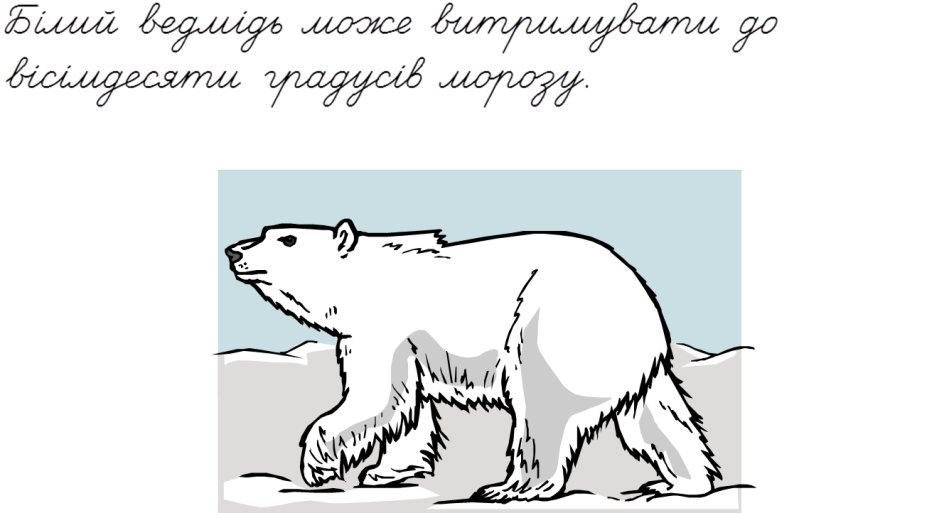 Білий ведмідь може витримувати до
вісімдесяти градусів морозу.